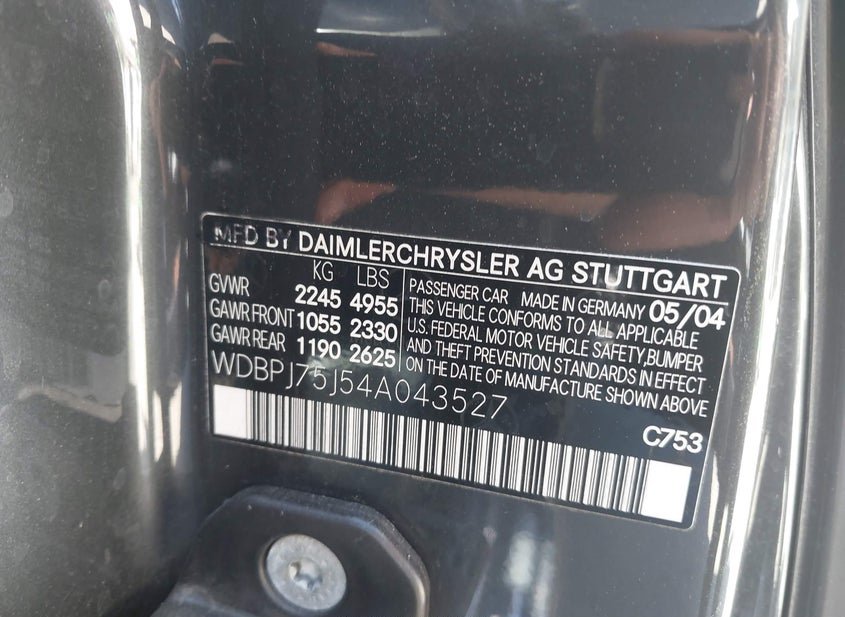 MFD BY DAIMLERCHRYSLER AG STUTTGART
KG LBS
GVWR 2245 4955
GAWR FRONT 1055 2330
GAWR REAR 1190 2625
PASSENGER CAR MADE IN GERMANY 05/04
THIS VEHICLE CONFORMS TO ALL APPLICABLE
U.S. FEDERAL MOTOR VEHICLE SAFETY,BUMPER
AND THEFT PREVENTION STANDARDS IN EFFECT
ON THE DATE OF MANUFACTURE SHOWN ABOVE
WDBPJ75J54A043527
C753